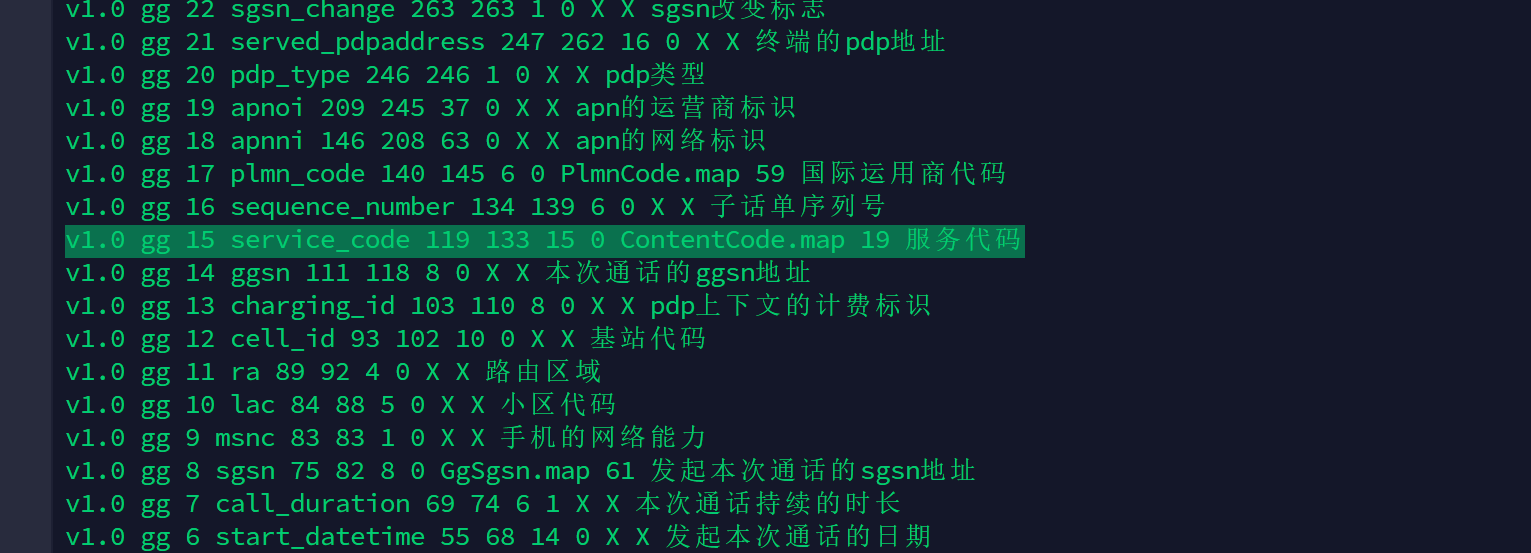 v1.0 gg 22 sgsn_change 263 263 1 0 X X sgsn改变标志
v1.0 gg 21 served_pdpaddress 247 262 16 0 X X 终端的pdp地址
v1.0 gg 20 pdp_type 246 246 1 0 X X pdp类型
v1.0 gg 19 apnoi 209 245 37 0 X X apn的运营商标识
v1.0 gg 18 apnni 146 208 63 0 X X apn的网络标识
v1.0 gg 17 plmn_code 140 145 6 0 PlmnCode.map 59 国际运用商代码
v1.0 gg 16 sequence_number 134 139 6 0 X X 子话单序列号
v1.0 gg 15 service_code 119 133 15 0 ContentCode.map 19 服务代码
v1.0 gg 14 ggsn 111 118 8 0 X X 本次通话的ggsn地址
v1.0 gg 13 charging_id 103 110 8 0 X X pdp上下文的计费标识
v1.0 gg 12 cell_id 93 102 10 0 X X 基站代码
v1.0 gg 11 ra 89 92 4 0 X X 路由区域
v1.0 gg 10 lac 84 88 5 0 X X 小区代码
v1.0 gg 9 msnc 83 83 1 0 X X 手机的网络能力
v1.0 gg 8 sgsn 75 82 8 0 GgSgsn.map 61 发起本次通话的sgsn地址
v1.0 gg 7 call_duration 69 74 6 1 X X 本次通话持续的时长
v1.0 gg 6 start_datetime 55 68 14 0 X X 发起本次通话的日期